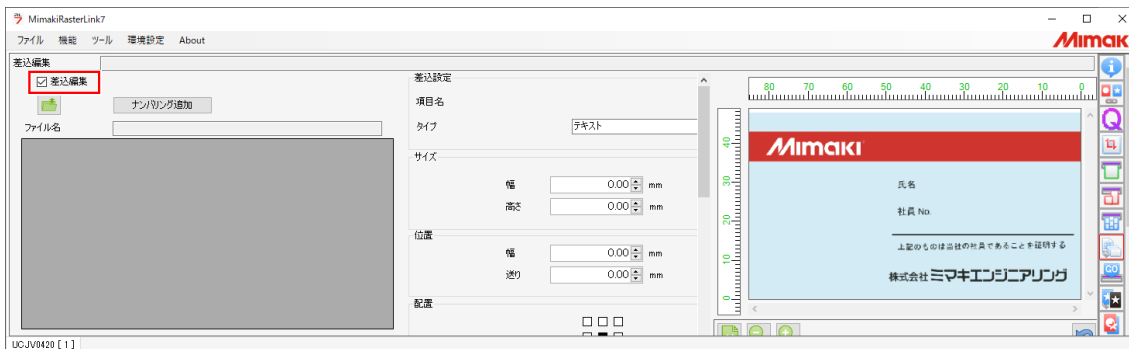 MimakiRasterLink7
ファイル 機能 ツール 環境設定 About
Mimaki
差込編集
差込編集
ナンバリング追加
ファイル名
差込設定
項目名
タイプ テキスト
サイズ
幅 0.00 mm
高さ 0.00 mm
位置
幅 0.00 mm
送り 0.00 mm
配置
80 70 60 50 40 30 20 10 0
40
30
20
10
0
Mimaki
氏名
社員 No.
上記のものは当社の社員であることを証明する
株式会社ミマキエンジニアリング
Q
GO
UCJV0420 [ 1 ]